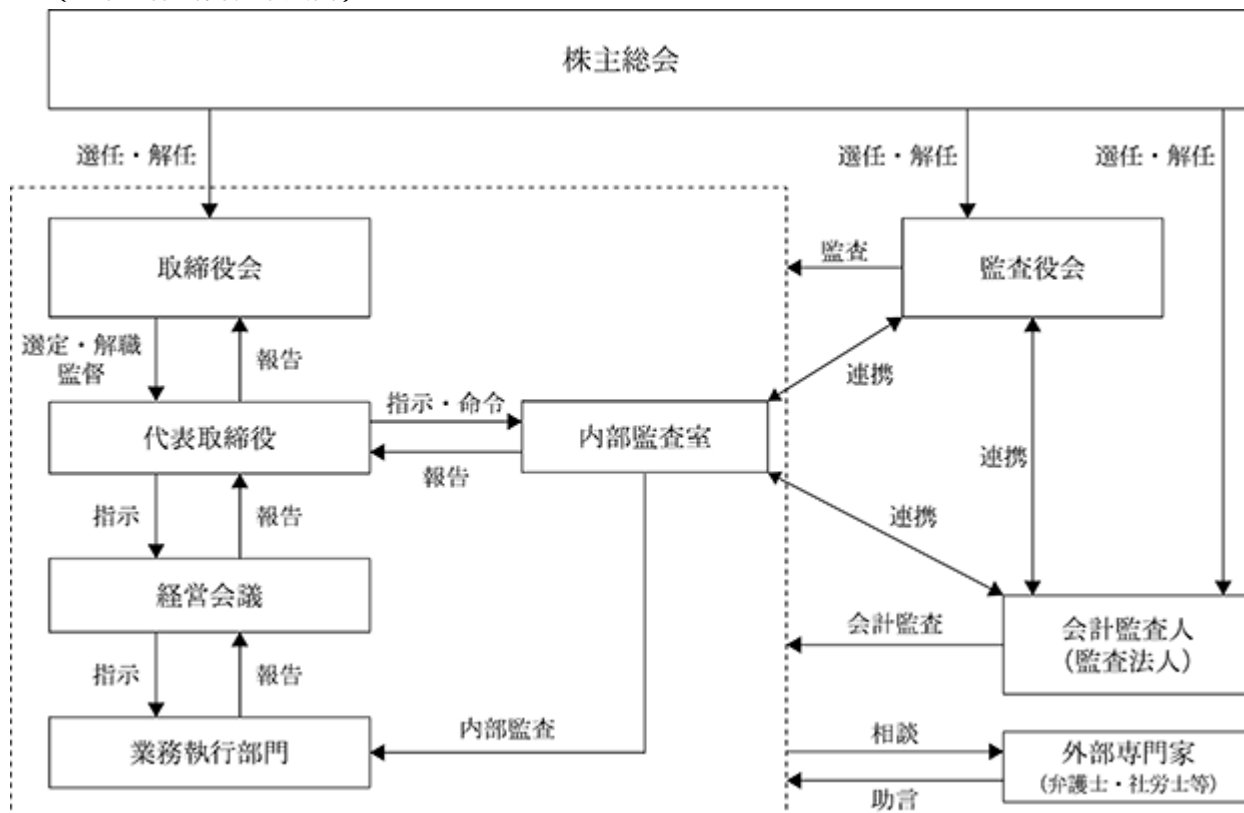 株主総会
選任・解任
選任・解任
選任・解任
取締役会
監査
監査役会
選定・解職
監督
報告
連携
指示・命令
代表取締役
内部監査室
報告
連携
指示
報告
連携
経営会議
会計監査
会計監査人
(監査法人)
指示
報告
内部監査
相談
業務執行部門
外部専門家
(弁護士・社労士等)
助言